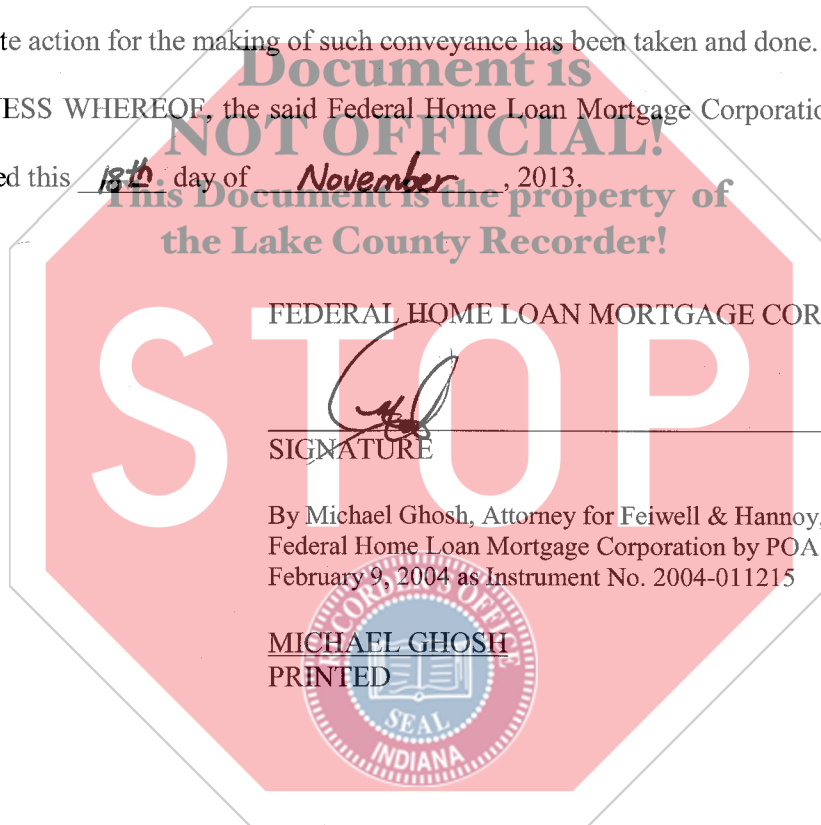 te action for the making of such conveyance has been taken and done.
Document is
ESS WHEREOF, the said Federal Home Loan Mortgage Corporatio
NOT OFFICIAL!
ed this 18th day of November, 2013.
This Document is the property of
the Lake County Recorder!
STOP
FEDERAL HOME LOAN MORTGAGE COR
SIGNATURE
By Michael Ghosh, Attorney for Feiwell & Hannoy,
Federal Home Loan Mortgage Corporation by POA
February 9, 2004 as Instrument No. 2004-011215
RECORDER'S OFFICE
MICHAEL GHOSH
PRINTED
SEAL
INDIANA